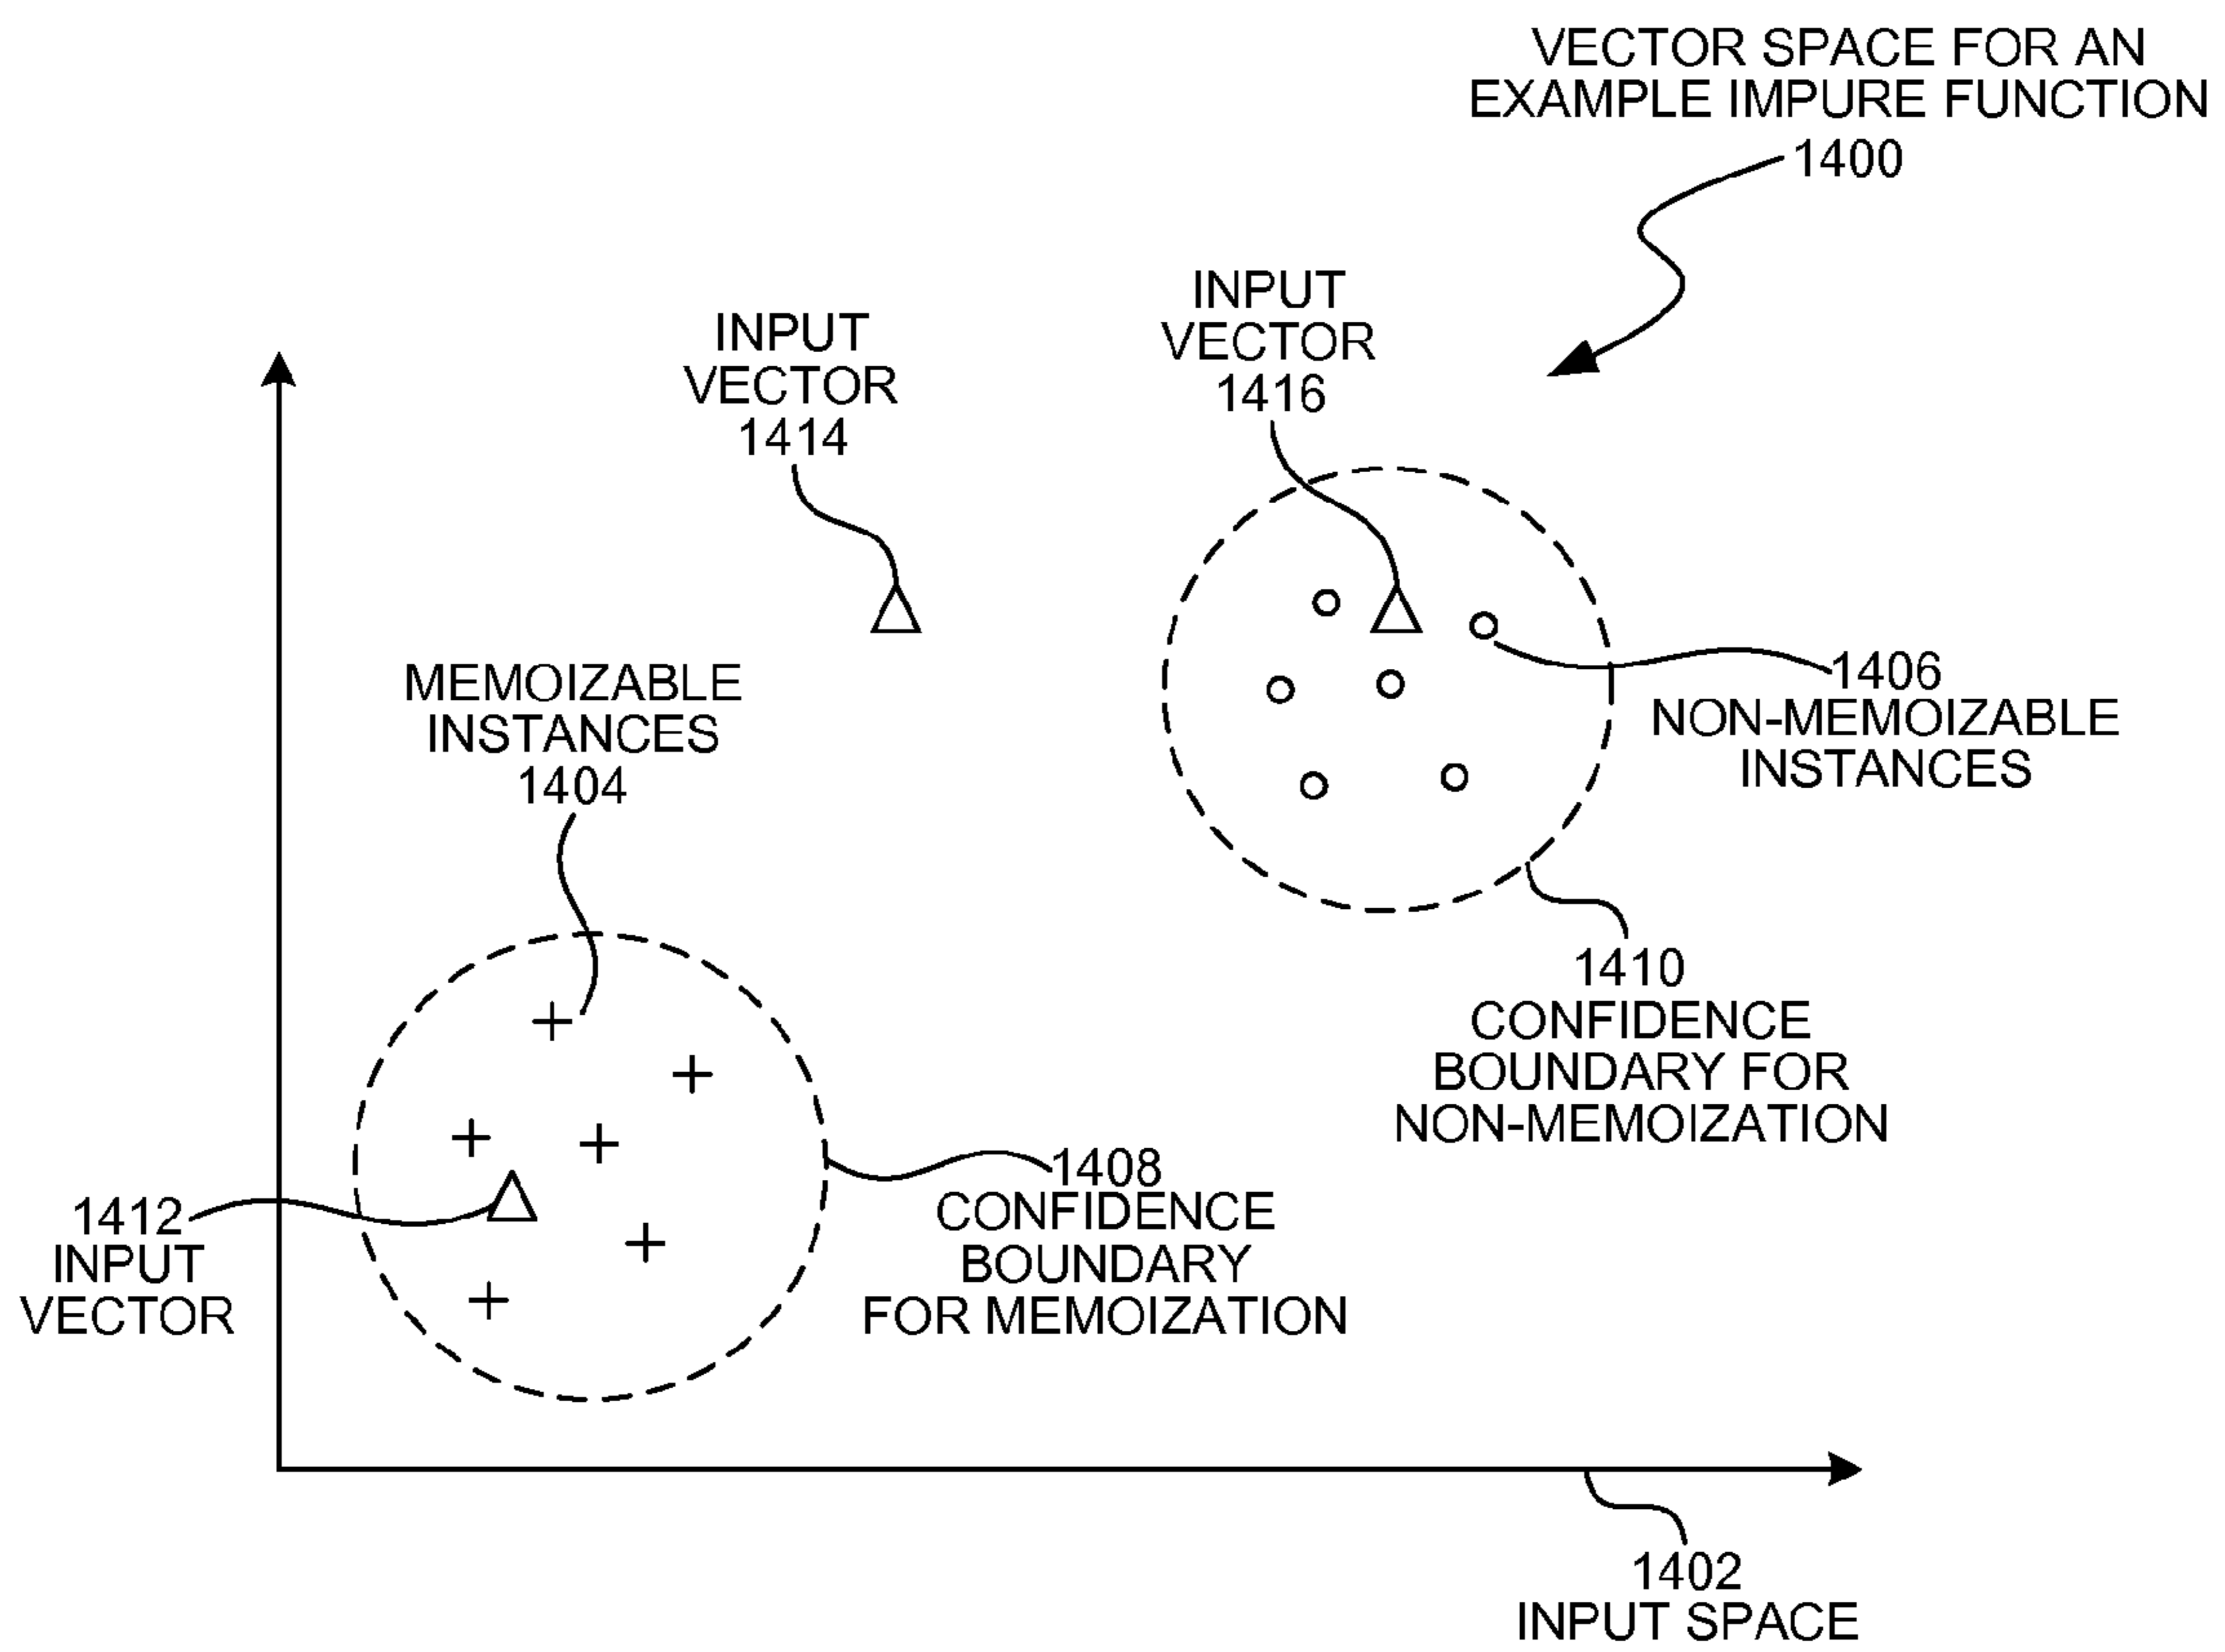 VECTOR SPACE FOR AN
EXAMPLE IMPURE FUNCTION
1400
INPUT
VECTOR
1416
INPUT
VECTOR
1414
1406
NON-MEMOIZABLE
INSTANCES
MEMOIZABLE
INSTANCES
1404
1410
CONFIDENCE
BOUNDARY FOR
NON-MEMOIZATION
1408
CONFIDENCE
BOUNDARY
FOR MEMOIZATION
1412
INPUT
VECTOR
1402
INPUT SPACE